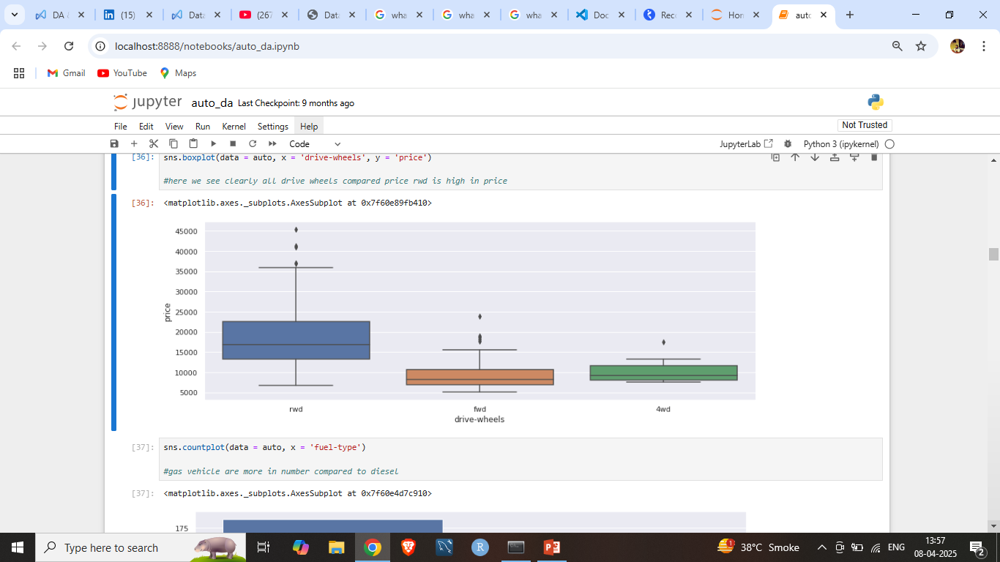 DA &
(15)
Data
(267
Data
wha
wha
wha
Doc
Rec
Hor
auto
localhost:8888/notebooks/auto_da.ipynb
Gmail
YouTube
Maps
jupyter auto_da Last Checkpoint: 9 months ago
File Edit View Run Kernel Settings Help
Not Trusted
Code
JupyterLab
Python 3 (ipykernel)
[36]: sns.boxplot(data = auto, x = 'drive-wheels', y = 'price')
#here we see clearly all drive wheels compared price rwd is high in price
[36]: <matplotlib.axes._subplots.AxesSubplot at 0x7f60e89fb410>
45000
40000
35000
30000
25000
20000
15000
10000
5000
price
rwd fwd 4wd
drive-wheels
[37]: sns.countplot(data = auto, x = 'fuel-type')
#gas vehicle are more in number compared to diesel
[37]: <matplotlib.axes._subplots.AxesSubplot at 0x7f60e4d7c910>
175
Type here to search
38°C Smoke
ENG
13:57
08-04-2025
2